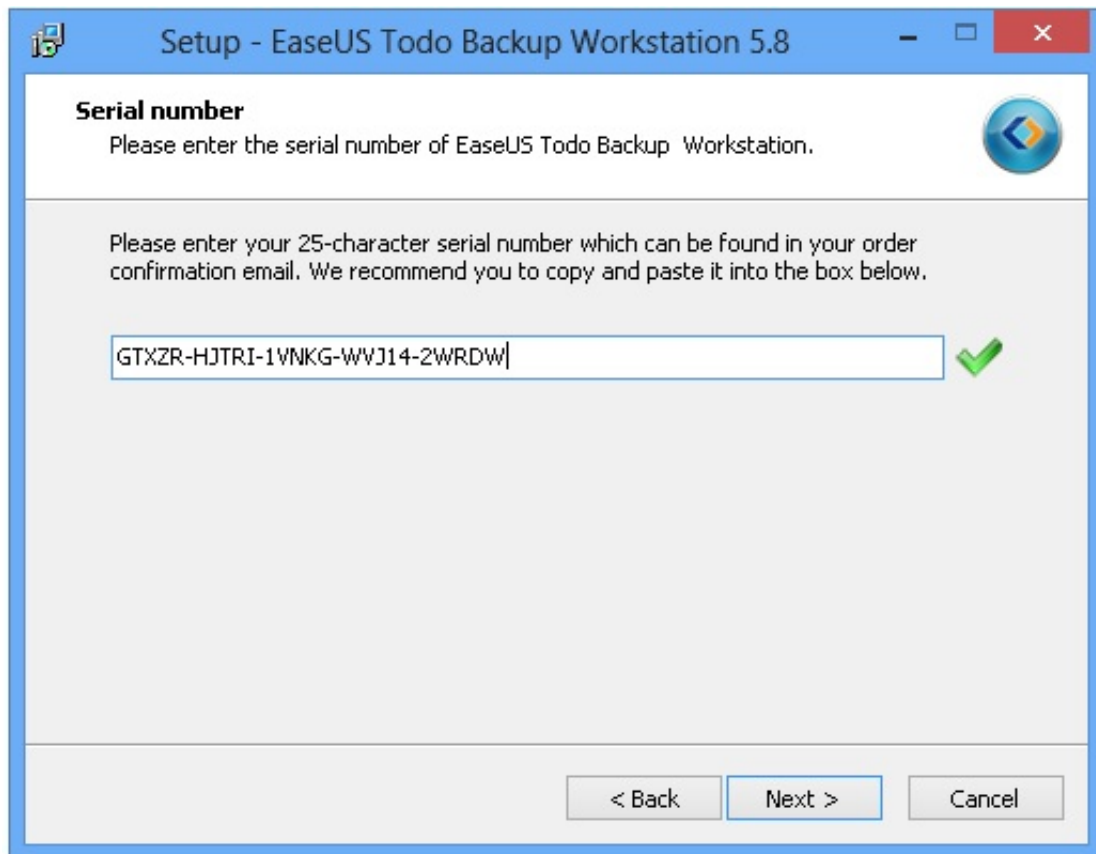 Setup - EaseUS Todo Backup Workstation 5.8
Serial number
Please enter the serial number of EaseUS Todo Backup  Workstation.
Please enter your 25-character serial number which can be found in your order
confirmation email. We recommend you to copy and paste it into the box below.
GTXZR-HJTRI-1VNKG-WVJ14-2WRDW
< Back
Next >
Cancel